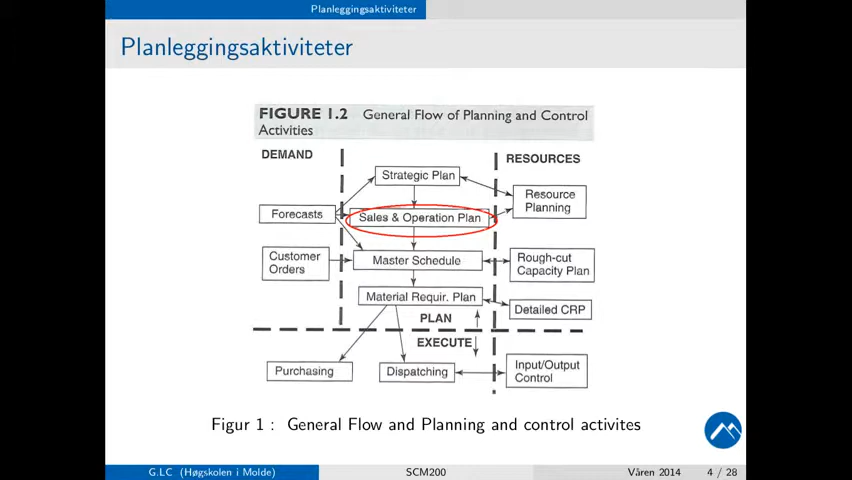 Planleggingsaktiviteter
Planleggingsaktiviteter
FIGURE 1.2 General Flow of Planning and Control
Activities
DEMAND
RESOURCES
Strategic Plan
Resource
Planning
Forecasts
Sales & Operation Plan
Customer
Orders
Master Schedule
Rough-cut
Capacity Plan
Material Requir. Plan
Detailed CRP
PLAN
EXECUTE
Purchasing
Dispatching
Input/Output
Control
Figur 1 : General Flow and Planning and control activites
G.LC (Høgskolen i Molde) SCM200 Våren 2014 4 / 28